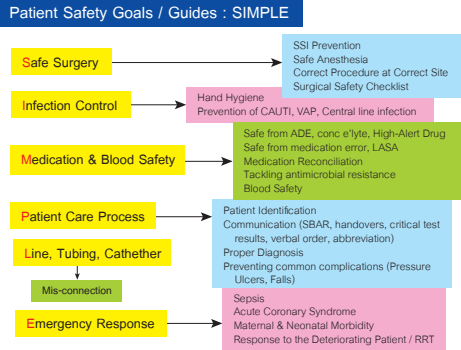 Patient Safety Goals / Guides : SIMPLE
Safe Surgery
SSI Prevention
Safe Anesthesia
Correct Procedure at Correct Site
Surgical Safety Checklist
Infection Control
Hand Hygiene
Prevention of CAUTI, VAP, Central line infection
Medication & Blood Safety
Safe from ADE, conc e'lyte, High-Alert Drug
Safe from medication error, LASA
Medication Reconciliation
Tackling antimicrobial resistance
Blood Safety
Patient Care Process
Patient Identification
Communication (SBAR, handovers, critical test
results, verbal order, abbreviation)
Proper Diagnosis
Preventing common complications (Pressure
Ulcers, Falls)
Line, Tubing, Cathether
Mis-connection
Emergency Response
Sepsis
Acute Coronary Syndrome
Maternal & Neonatal Morbidity
Response to the Deteriorating Patient / RRT